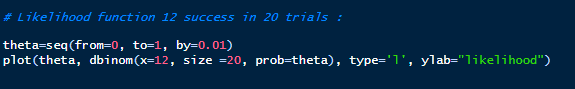 # Likelihood function 12 success in 20 trials :
theta=seq(from=0, to=1, by=0.01)
plot(theta, dbinom(x=12, size =20, prob=theta), type='l', ylab="likelihood")